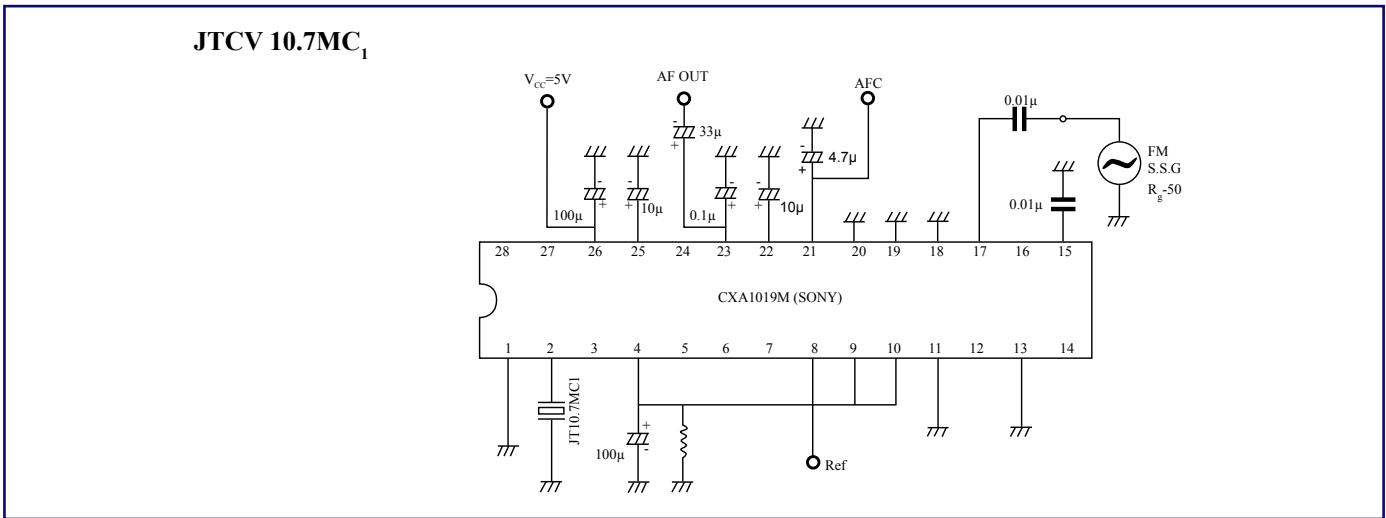 JTCV 10.7MC1
VCC=5V
AF OUT
AFC
0.01µ
-
33µ
+
-
4.7µ
+
FM
S.S.G
Rg-50
-
+
100µ
-
+
10µ
0.1µ
-
+
-
+
10µ
0.01µ
28 27 26 25 24 23 22 21 20 19 18 17 16 15
CXA1019M (SONY)
1 2 3 4 5 6 7 8 9 10 11 12 13 14
JT10.7MC1
+
100µ
-
Ref